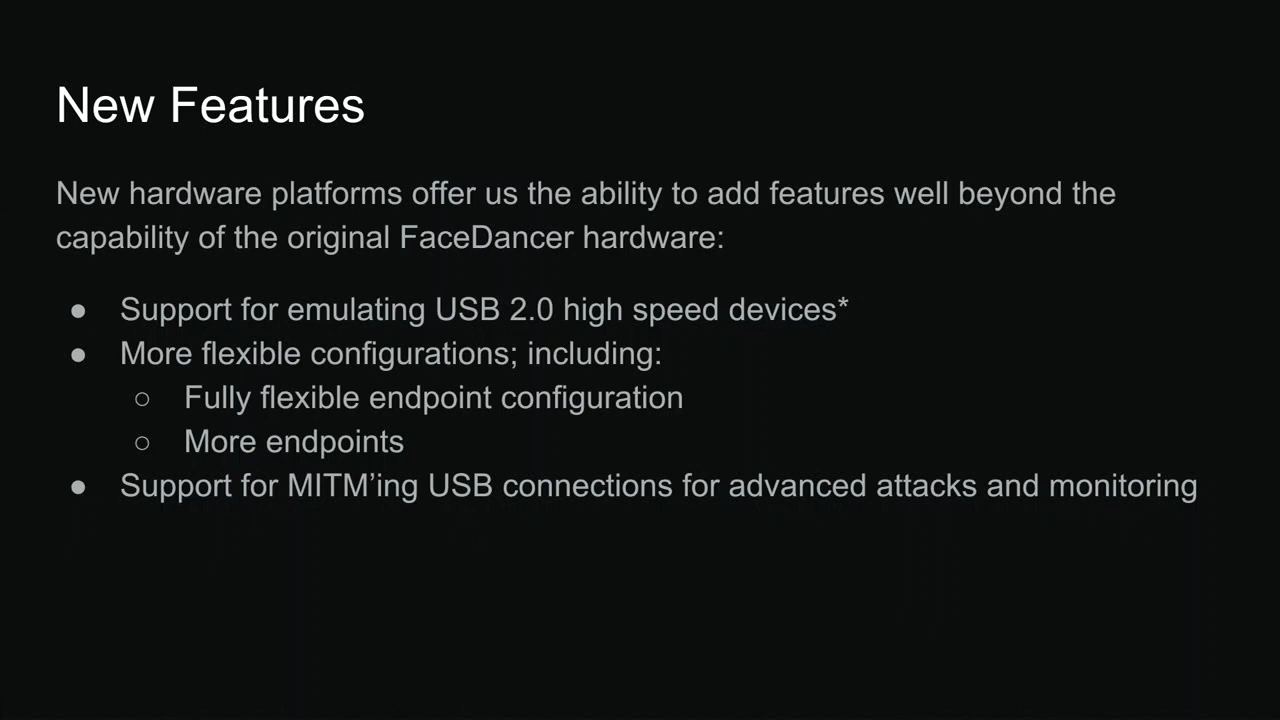 New Features
New hardware platforms offer us the ability to add features well beyond the
capability of the original FaceDancer hardware:
● Support for emulating USB 2.0 high speed devices*
● More flexible configurations; including:
○ Fully flexible endpoint configuration
○ More endpoints
● Support for MITM’ing USB connections for advanced attacks and monitoring